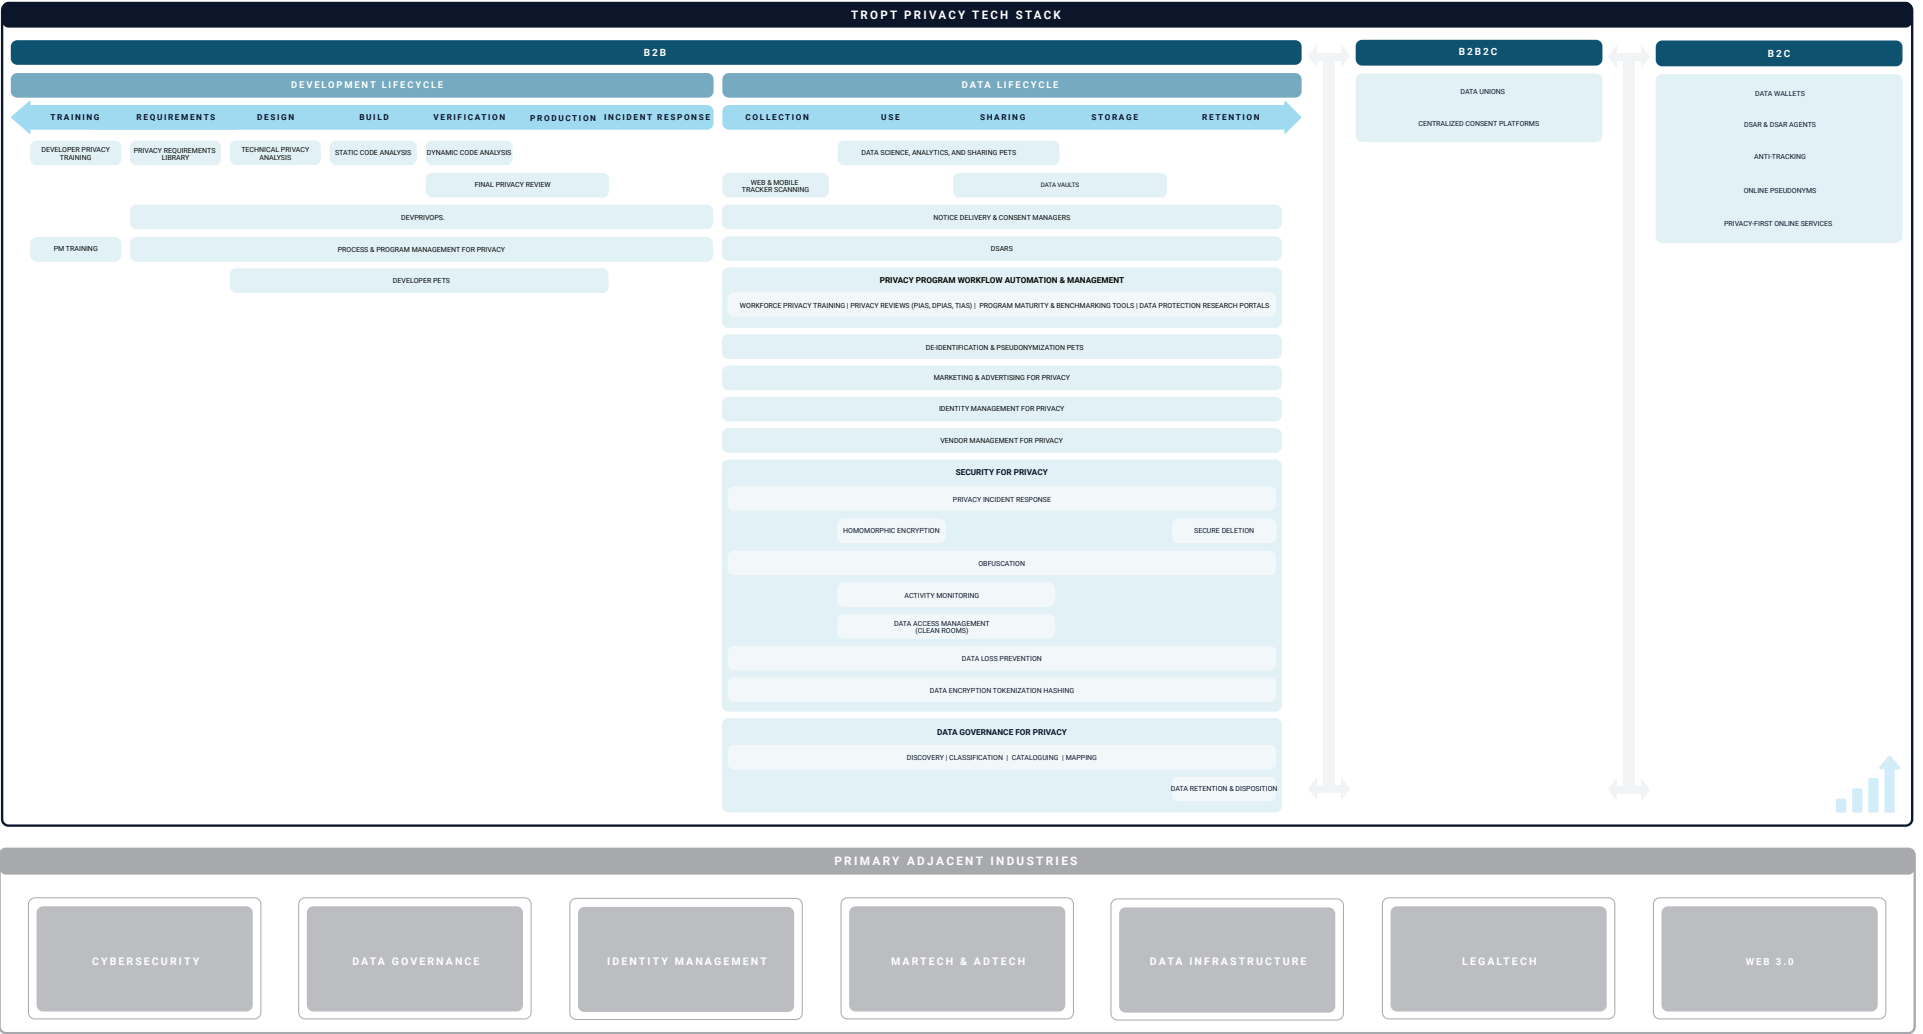 TROPT PRIVACY TECH STACK
B2B
B2B2C
B2C
DEVELOPMENT LIFECYCLE
DATA LIFECYCLE
TRAINING
REQUIREMENTS
DESIGN
BUILD
VERIFICATION
PRODUCTION
INCIDENT RESPONSE
COLLECTION
USE
SHARING
STORAGE
RETENTION
DEVELOPER PRIVACY
TRAINING
PRIVACY REQUIREMENTS
LIBRARY
TECHNICAL PRIVACY
ANALYSIS
STATIC CODE ANALYSIS
DYNAMIC CODE ANALYSIS
FINAL PRIVACY REVIEW
DEVPRIVOPS.
PM TRAINING
PROCESS & PROGRAM MANAGEMENT FOR PRIVACY
DEVELOPER PETS
DATA SCIENCE, ANALYTICS, AND SHARING PETS
WEB & MOBILE
TRACKER SCANNING
DATA VAULTS
NOTICE DELIVERY & CONSENT MANAGERS
DSARS
PRIVACY PROGRAM WORKFLOW AUTOMATION & MANAGEMENT
WORKFORCE PRIVACY TRAINING | PRIVACY REVIEWS (PIAS, DPIAS, TIAS) | PROGRAM MATURITY & BENCHMARKING TOOLS | DATA PROTECTION RESEARCH PORTALS
DE-IDENTIFICATION & PSEUDONYMIZATION PETS
MARKETING & ADVERTISING FOR PRIVACY
IDENTITY MANAGEMENT FOR PRIVACY
VENDOR MANAGEMENT FOR PRIVACY
SECURITY FOR PRIVACY
PRIVACY INCIDENT RESPONSE
HOMOMORPHIC ENCRYPTION
SECURE DELETION
OBFUSCATION
ACTIVITY MONITORING
DATA ACCESS MANAGEMENT
(CLEAN ROOMS)
DATA LOSS PREVENTION
DATA ENCRYPTION TOKENIZATION HASHING
DATA GOVERNANCE FOR PRIVACY
DISCOVERY | CLASSIFICATION | CATALOGUING | MAPPING
DATA RETENTION & DISPOSITION
DATA UNIONS
CENTRALIZED CONSENT PLATFORMS
DATA WALLETS
DSAR & DSAR AGENTS
ANTI-TRACKING
ONLINE PSEUDONYMS
PRIVACY-FIRST ONLINE SERVICES
PRIMARY ADJACENT INDUSTRIES
CYBERSECURITY
DATA GOVERNANCE
IDENTITY MANAGEMENT
MARTECH & ADTECH
DATA INFRASTRUCTURE
LEGALTECH
WEB 3.0